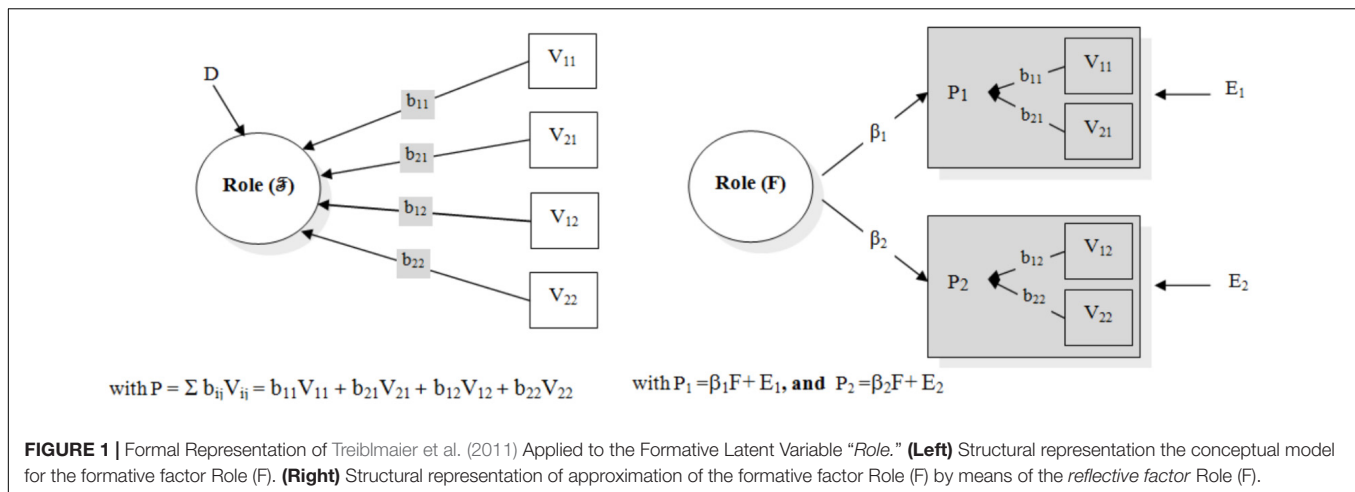 D
b₁₁
b₂₁
b₁₂
b₂₂
Role (𝕱)
V₁₁
V₂₁
V₁₂
V₂₂
with P = Σ bᵢⱼVᵢⱼ = b₁₁V₁₁ + b₂₁V₂₁ + b₁₂V₁₂ + b₂₂V₂₂
Role (F)
β₁
β₂
P₁
b₁₁
b₂₁
V₁₁
V₂₁
E₁
P₂
b₁₂
b₂₂
V₁₂
V₂₂
E₂
with P₁ =β₁F+ E₁, and P₂ =β₂F+ E₂
FIGURE 1 | Formal Representation of Treiblmaier et al. (2011) Applied to the Formative Latent Variable “Role.” (Left) Structural representation the conceptual model
for the formative factor Role (F). (Right) Structural representation of approximation of the formative factor Role (F) by means of the reflective factor Role (F).